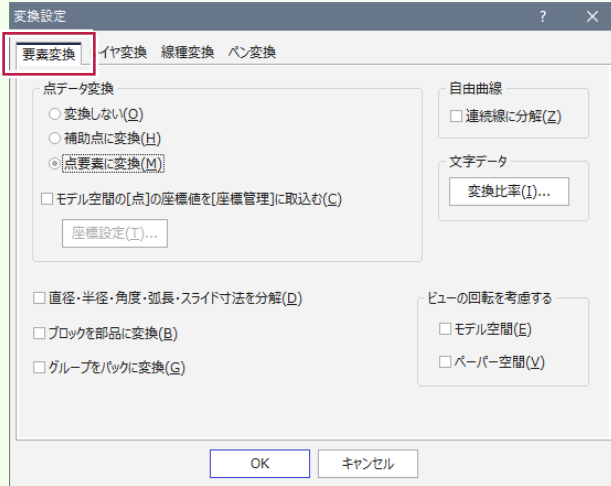 変換設定
?
×
要素変換 イヤ変換 線種変換 ペン変換
点データ変換
変換しない(O)
補助点に変換(H)
点要素に変換(M)
モデル空間の[点]の座標値を[座標管理]に取込む(C)
座標設定(T)...
自由曲線
連続線に分解(Z)
文字データ
変換比率(I)...
直径・半径・角度・弧長・スライド寸法を分解(D)
ブロックを部品に変換(B)
グループをパックに変換(G)
ビューの回転を考慮する
モデル空間(E)
ペーパー空間(V)
OK
キャンセル